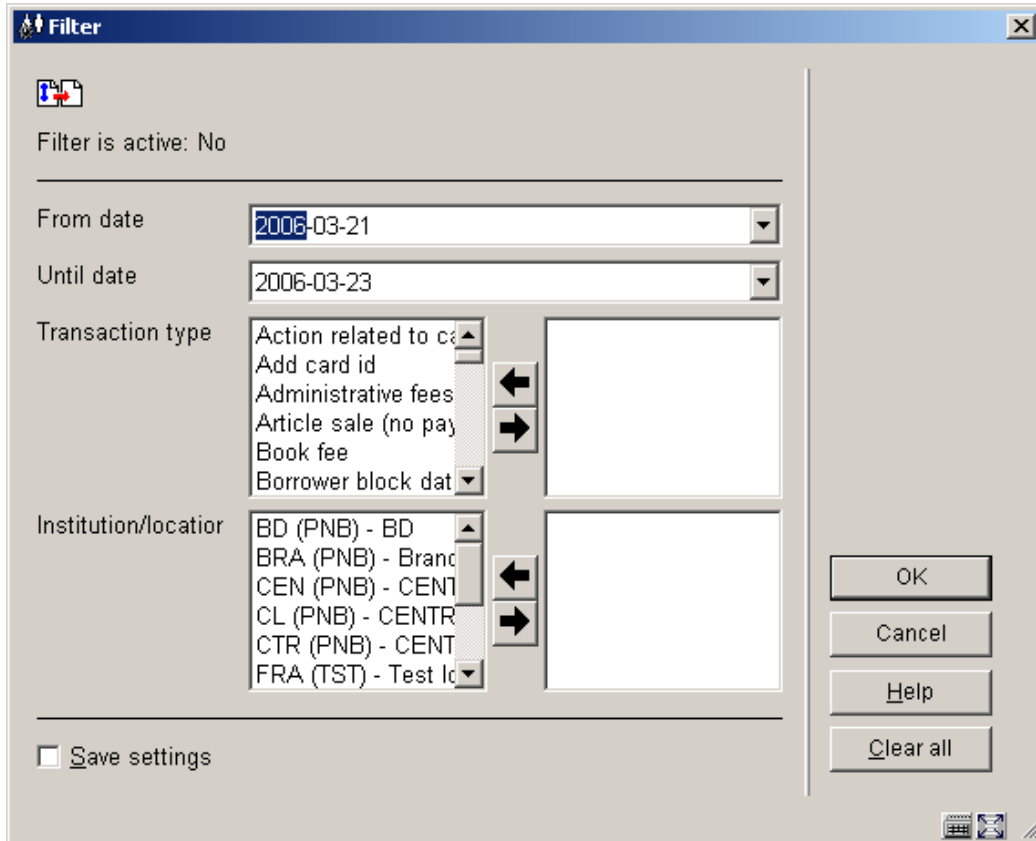 Filter
Filter is active: No
From date
2006-03-21
Until date
2006-03-23
Transaction type
Action related to ca
Add card id
Administrative fees
Article sale (no pay
Book fee
Borrower block dat
Institution/location
BD (PNB) - BD
BRA (PNB) - Branc
CEN (PNB) - CENT
CL (PNB) - CENTR
CTR (PNB) - CENT
FRA (TST) - Test lo
Save settings
OK
Cancel
Help
Clear all